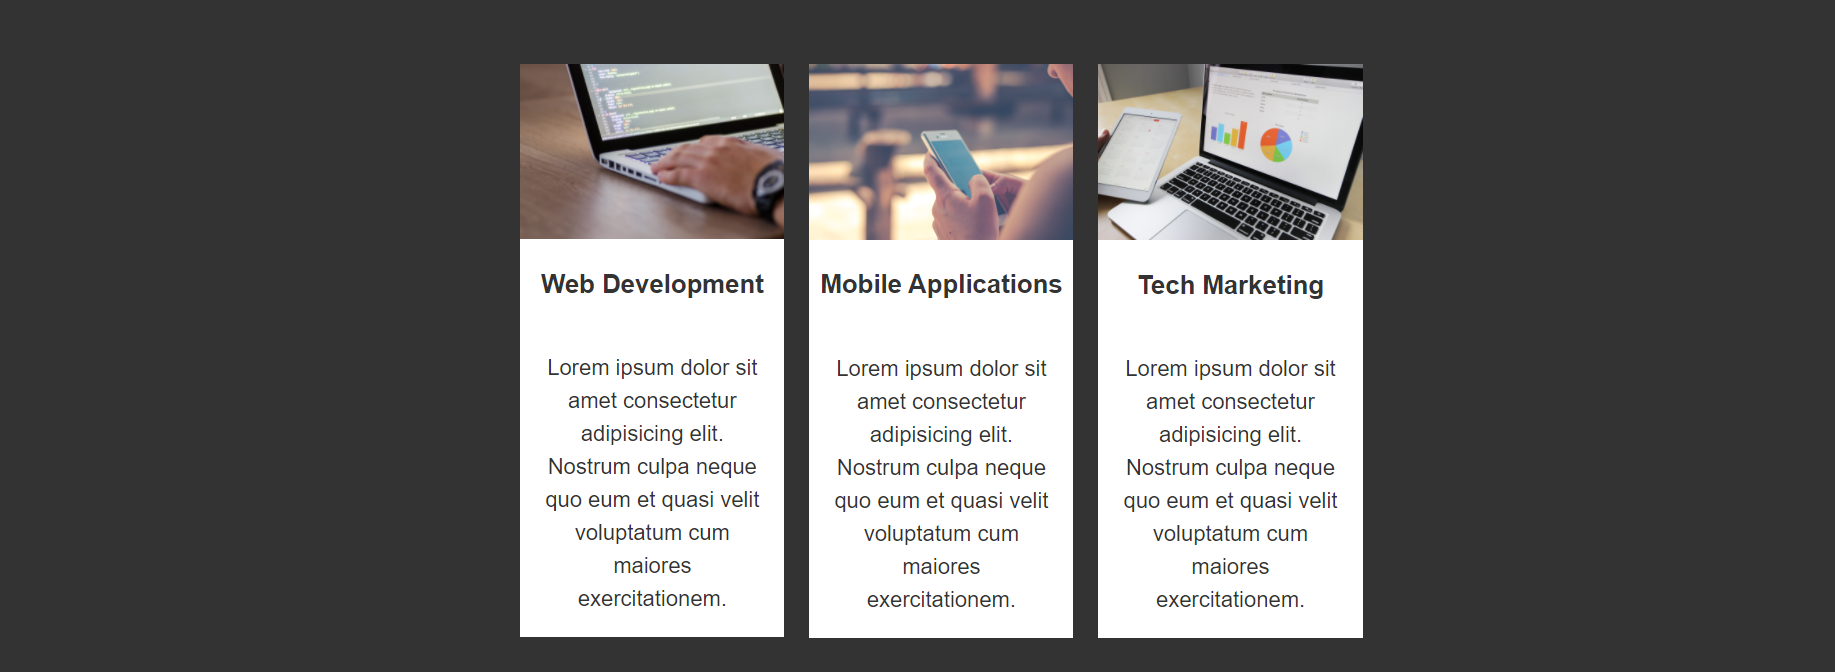 Web Development
Lorem ipsum dolor sit
amet consectetur
adipisicing elit.
Nostrum culpa neque
quo eum et quasi velit
voluptatum cum
maiores
exercitationem.
Mobile Applications
Lorem ipsum dolor sit
amet consectetur
adipisicing elit.
Nostrum culpa neque
quo eum et quasi velit
voluptatum cum
maiores
exercitationem.
Tech Marketing
Lorem ipsum dolor sit
amet consectetur
adipisicing elit.
Nostrum culpa neque
quo eum et quasi velit
voluptatum cum
maiores
exercitationem.